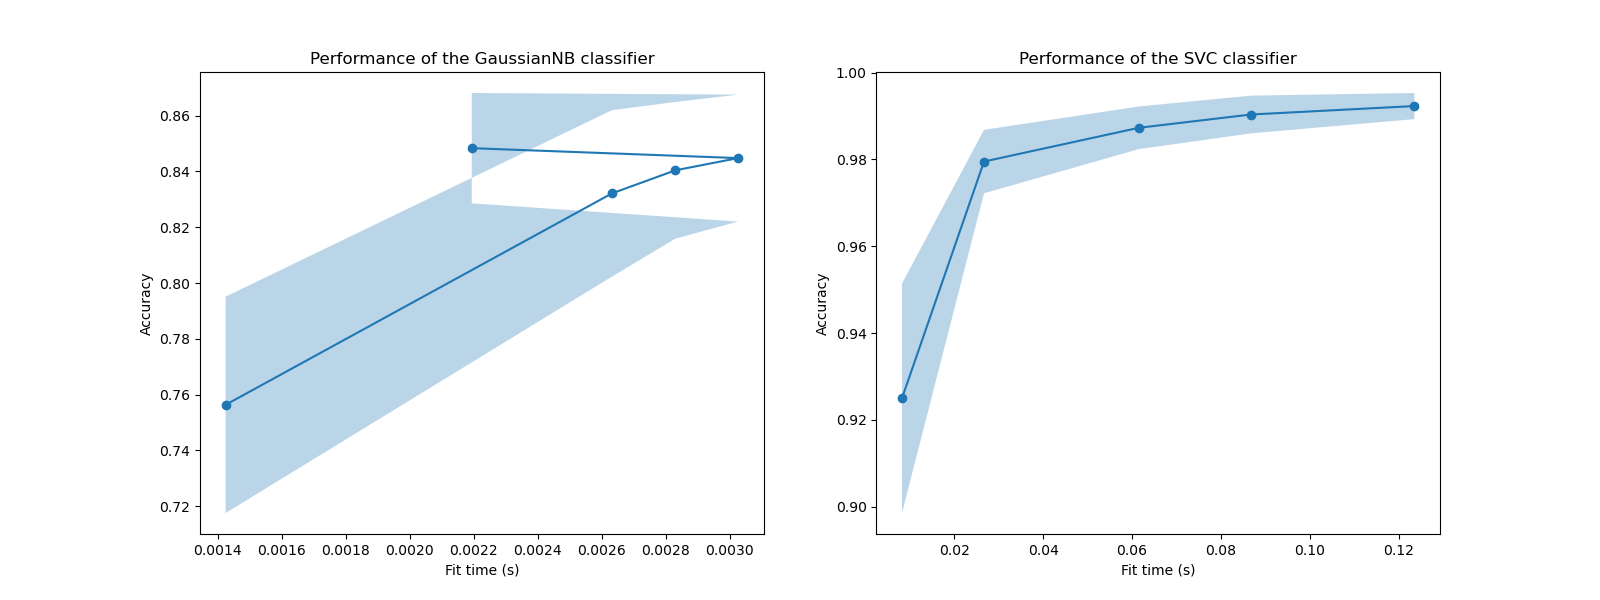 Performance of the GaussianNB classifier
0.86
0.84
0.82
0.80
0.78
0.76
0.74
0.72
Accuracy
0.0014 0.0016 0.0018 0.0020 0.0022 0.0024 0.0026 0.0028 0.0030
Fit time (s)
Performance of the SVC classifier
1.00
0.98
0.96
0.94
0.92
0.90
Accuracy
0.02 0.04 0.06 0.08 0.10 0.12
Fit time (s)